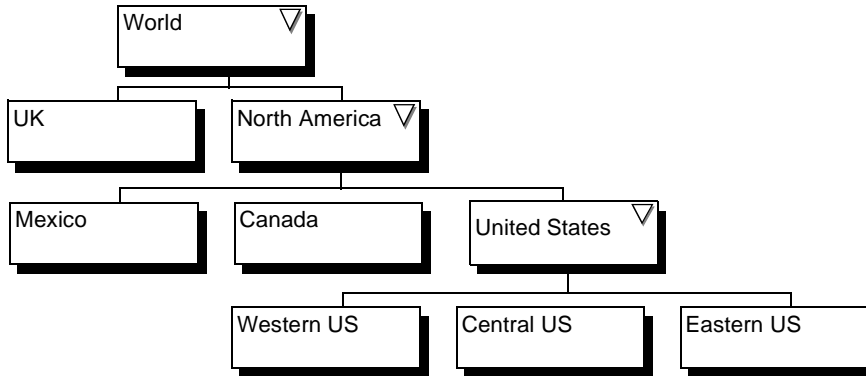 World
UK
North America
Mexico
Canada
United States
Western US
Central US
Eastern US